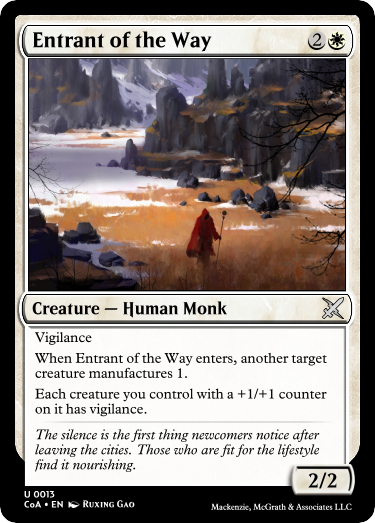 Entrant of the Way 2
Creature — Human Monk
Vigilance
When Entrant of the Way enters, another target
creature manufactures 1.
Each creature you control with a +1/+1 counter
on it has vigilance.
The silence is the first thing newcomers notice after
leaving the cities. Those who are fit for the lifestyle
find it nourishing.
2/2
U 0013
CoA • EN Ruxing Gao
Mackenzie, McGrath & Associates LLC